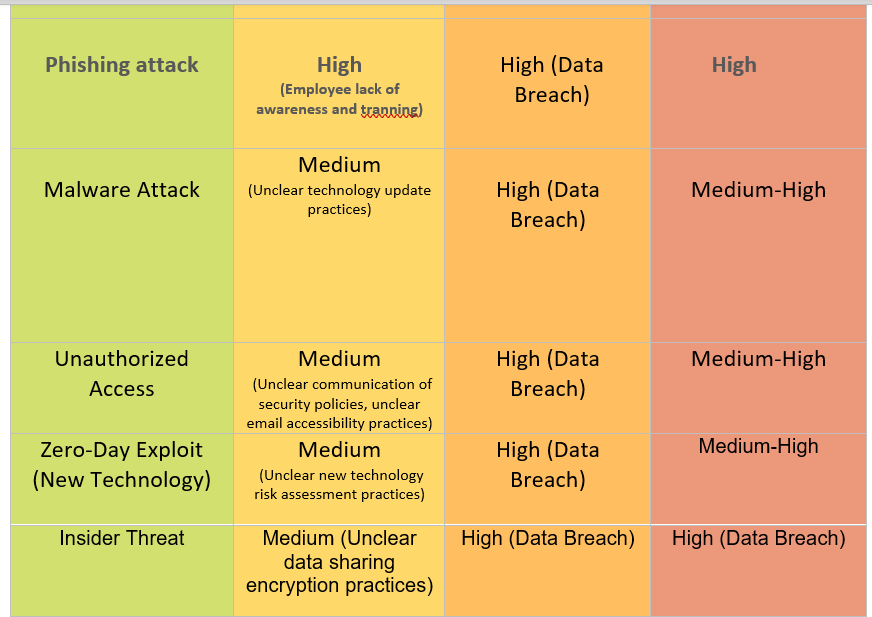 Phishing attack
High
(Employee lack of
awareness and tranning)
High (Data
Breach)
High
Malware Attack
Medium
(Unclear technology update
practices)
High (Data
Breach)
Medium-High
Unauthorized
Access
Medium
(Unclear communication of
security policies, unclear
email accessibility practices)
High (Data
Breach)
Medium-High
Zero-Day Exploit
(New Technology)
Medium
(Unclear new technology
risk assessment practices)
High (Data
Breach)
Medium-High
Insider Threat
Medium (Unclear
data sharing
encryption practices)
High (Data Breach)
High (Data Breach)